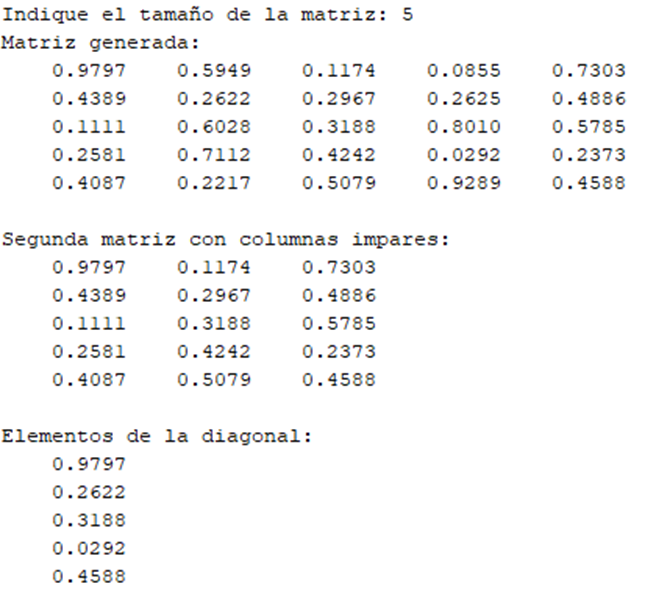 Indique el tamaño de la matriz: 5
Matriz generada:
0.9797 0.5949 0.1174 0.0855 0.7303
0.4389 0.2622 0.2967 0.2625 0.4886
0.1111 0.6028 0.3188 0.8010 0.5785
0.2581 0.7112 0.4242 0.0292 0.2373
0.4087 0.2217 0.5079 0.9289 0.4588
Segunda matriz con columnas impares:
0.9797 0.1174 0.7303
0.4389 0.2967 0.4886
0.1111 0.3188 0.5785
0.2581 0.4242 0.2373
0.4087 0.5079 0.4588
Elementos de la diagonal:
0.9797
0.2622
0.3188
0.0292
0.4588